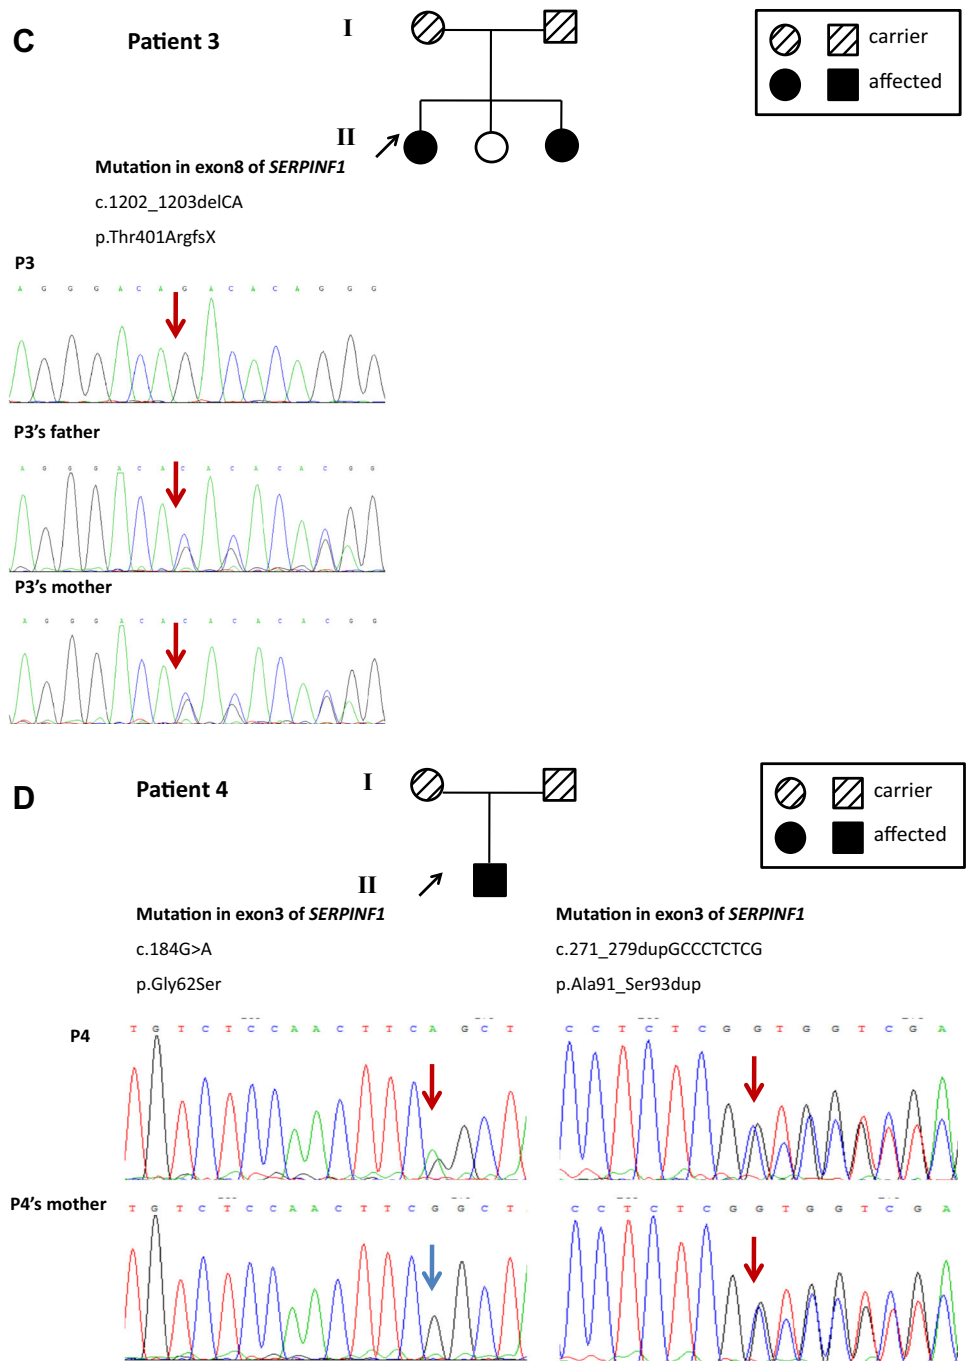 C
Patient 3
I
carrier
affected
II
Mutation in exon8 of SERPINF1
c.1202_1203delCA
p.Thr401ArgfsX
P3
A G G G A C A G A C A C A G G G
P3's father
A G G G A C A C A C A C A C G G
P3's mother
A G G G A C A C A C A C A C G G
D
Patient 4
I
carrier
affected
II
Mutation in exon3 of SERPINF1
Mutation in exon3 of SERPINF1
c.184G>A
c.271_279dupGCCCTCTCG
p.Gly62Ser
p.Ala91_Ser93dup
P4
T G T C T C C A A C T T C A G C T
C C T C T C G G T G G T C G A
P4's mother
T G T C T C C A A C T T C G G C T
C C T C T C G G T G G T C G A